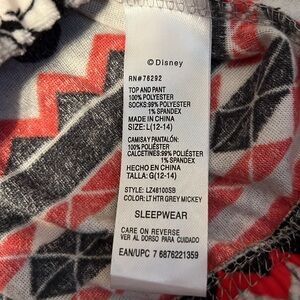 © Disney
RN#76292
TOP AND PANT
100% POLYESTER
SOCKS:99% POLYESTER
1% SPANDEX
MADE IN CHINA
SIZE: L(12-14)
CAMISA Y PANTALÓN:
100% POLIÉSTER
CALCETINES:99% POLIÉSTER
1% SPANDEX
HECHO EN CHINA
TALLA: G(12-14)
STYLE: LZ48100SB
COLOR: LT HTR GREY MICKEY
SLEEPWEAR
CARE ON REVERSE
VER AL DORSO PARA CUIDADO
EAN/UPC 7 6876221359